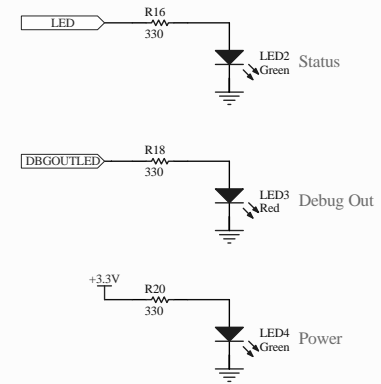 R16
LED
330
LED2
Green
Status
R18
DBGOUTLED
330
LED3
Red
Debug Out
+3.3V
R20
330
LED4
Green
Power